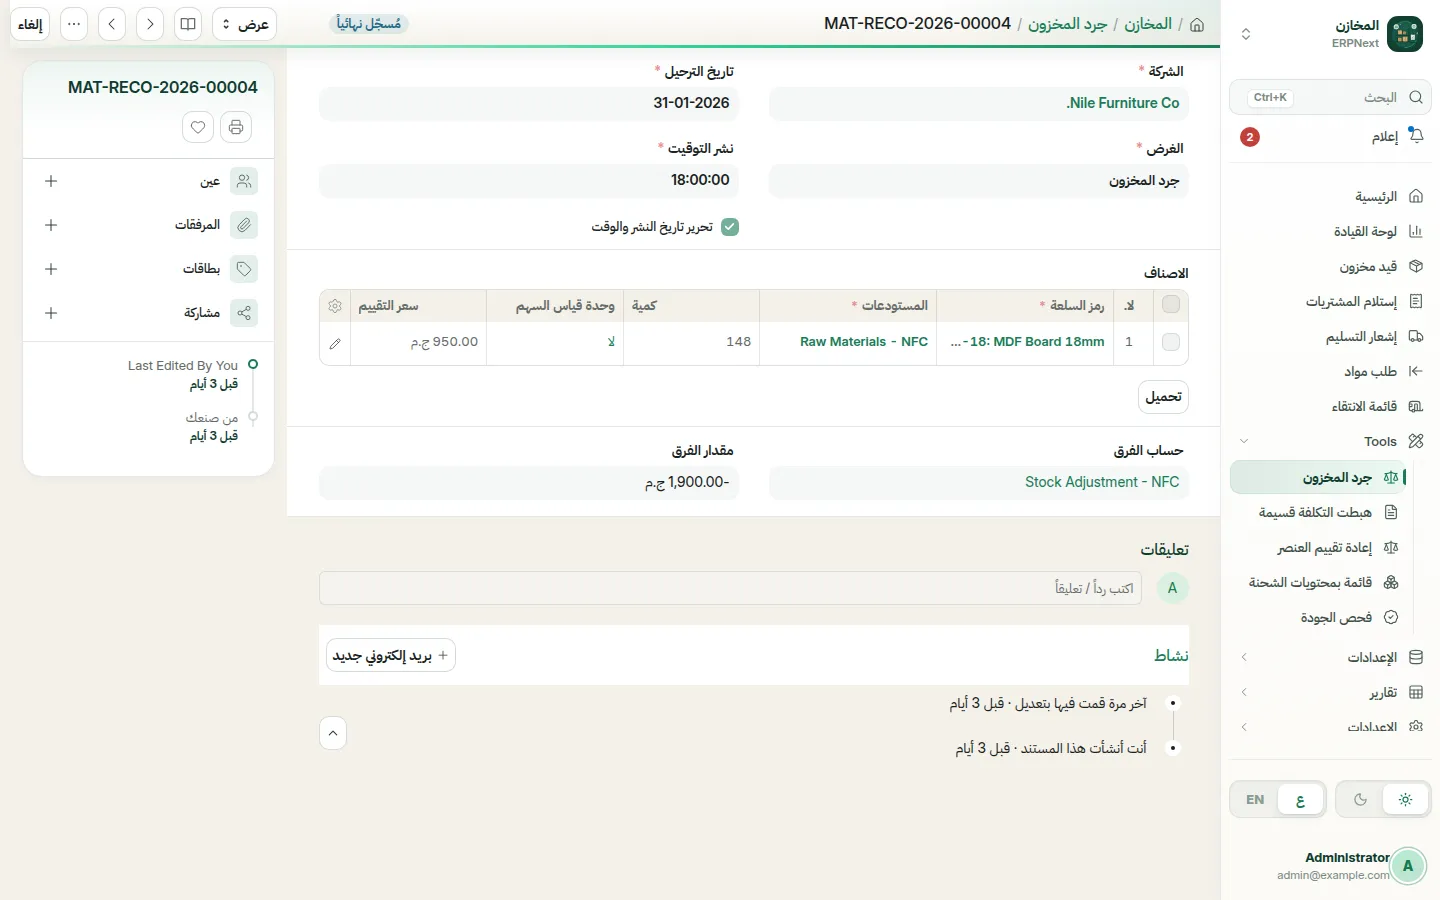 المخازن
ERPNext
البحث
Ctrl+K
إعلام
2
الرئيسية
لوحة القيادة
قيد مخزون
إستلام المشتريات
إشعار التسليم
طلب مواد
قائمة الانتقاء
Tools
جرد المخزون
هبطت التكلفة قسيمة
إعادة تقييم العنصر
قائمة بمحتويات الشحنة
فحص الجودة
الإعدادات
تقارير
الاعدادات
ع
EN
Administrator
admin@example.com
A
المخازن / جرد المخزون / MAT-RECO-2026-00004
مُسجّل نهائياً
عرض
إلغاء
الشركة *
Nile Furniture Co.
تاريخ الترحيل *
31-01-2026
الغرض *
جرد المخزون
نشر التوقيت *
18:00:00
تحرير تاريخ النشر والوقت
الاصناف
لا.
رمز السلعة *
المستودعات *
كمية
وحدة قياس السهم
سعر التقييم
1
...-18: MDF Board 18mm
Raw Materials - NFC
148
لا
950.00 ج.م
تحميل
حساب الفرق
Stock Adjustment - NFC
مقدار الفرق
-1,900.00 ج.م
تعليقات
A
اكتب رداً / تعليقاً
نشاط
+ بريد إلكتروني جديد
آخر مرة قمت فيها بتعديل · قبل 3 أيام
أنت أنشأت هذا المستند · قبل 3 أيام
MAT-RECO-2026-00004
عين
المرفقات
بطاقات
مشاركة
Last Edited By You
قبل 3 أيام
من صنعك
قبل 3 أيام